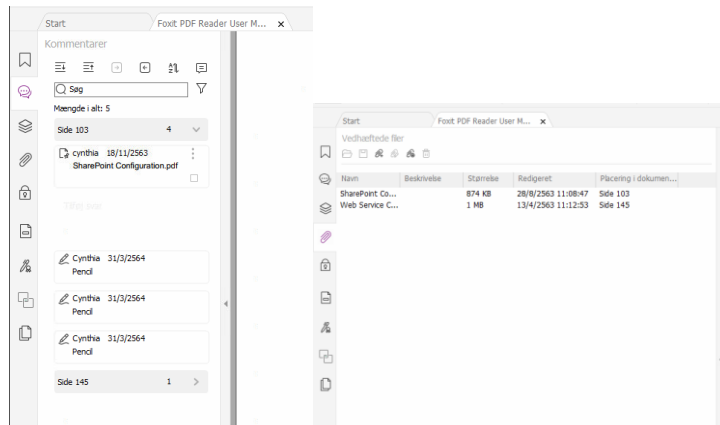 Start
Foxit PDF Reader User M...
Kommentarer
Søg
Mængde i alt: 5
Side 103 4
cynthia 18/11/2563
SharePoint Configuration.pdf
Cynthia 31/3/2564
Pencil
Cynthia 31/3/2564
Pencil
Cynthia 31/3/2564
Pencil
Side 145 1
Start
Foxit PDF Reader User M...
Vedhæftede filer
Navn Beskrivelse Størrelse Redigeret Placering i dokumen...
SharePoint Co... 874 KB 28/8/2563 11:08:47 Side 103
Web Service C... 1 MB 13/4/2563 11:12:53 Side 145